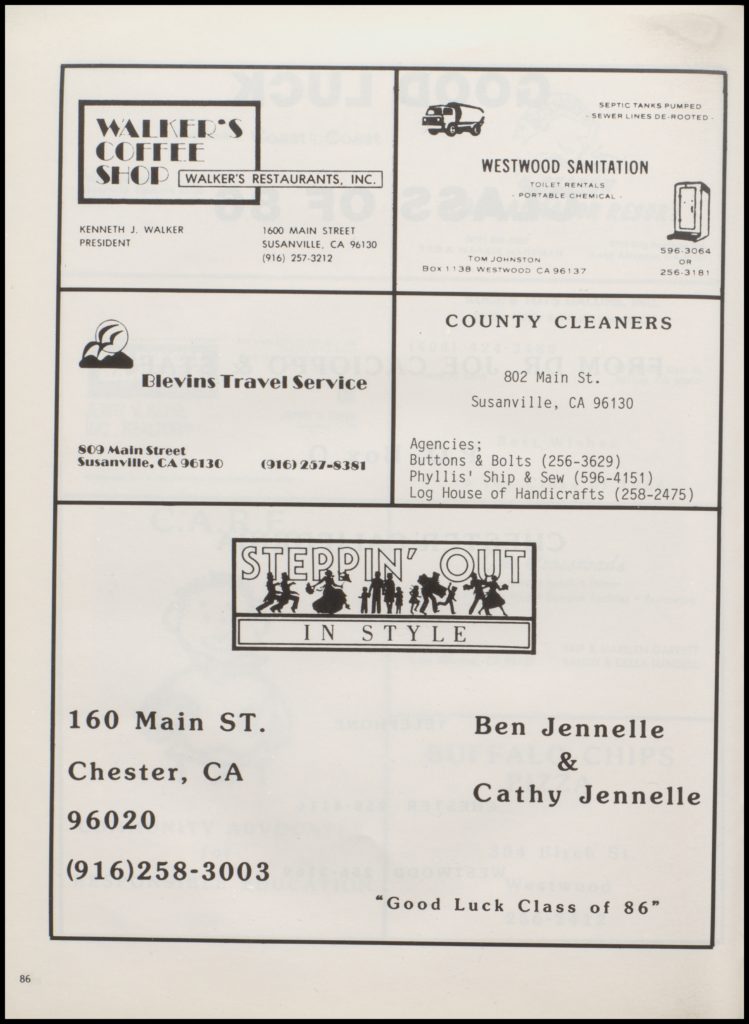 WALKER'S
COFFEE
SHOP
WALKER'S RESTAURANTS, INC.
KENNETH J. WALKER
PRESIDENT
1600 MAIN STREET
SUSANVILLE, CA 96130
(916) 257-3212
SEPTIC TANKS PUMPED
- SEWER LINES DE-ROOTED -
WESTWOOD SANITATION
TOILET RENTALS
- PORTABLE CHEMICAL -
TOM JOHNSTON
BOX 1138 WESTWOOD CA 96137
596-3064
OR
256-3181
Blevins Travel Service
809 Main Street
Susanville, CA 96130
(916) 257-8381
COUNTY CLEANERS
802 Main St.
Susanville, CA 96130
Agencies;
Buttons & Bolts (256-3629)
Phyllis' Ship & Sew (596-4151)
Log House of Handicrafts (258-2475)
STEPPIN' OUT
IN STYLE
160 Main ST.
Chester, CA
96020
(916)258-3003
Ben Jennelle
&
Cathy Jennelle
"Good Luck Class of 86"
86